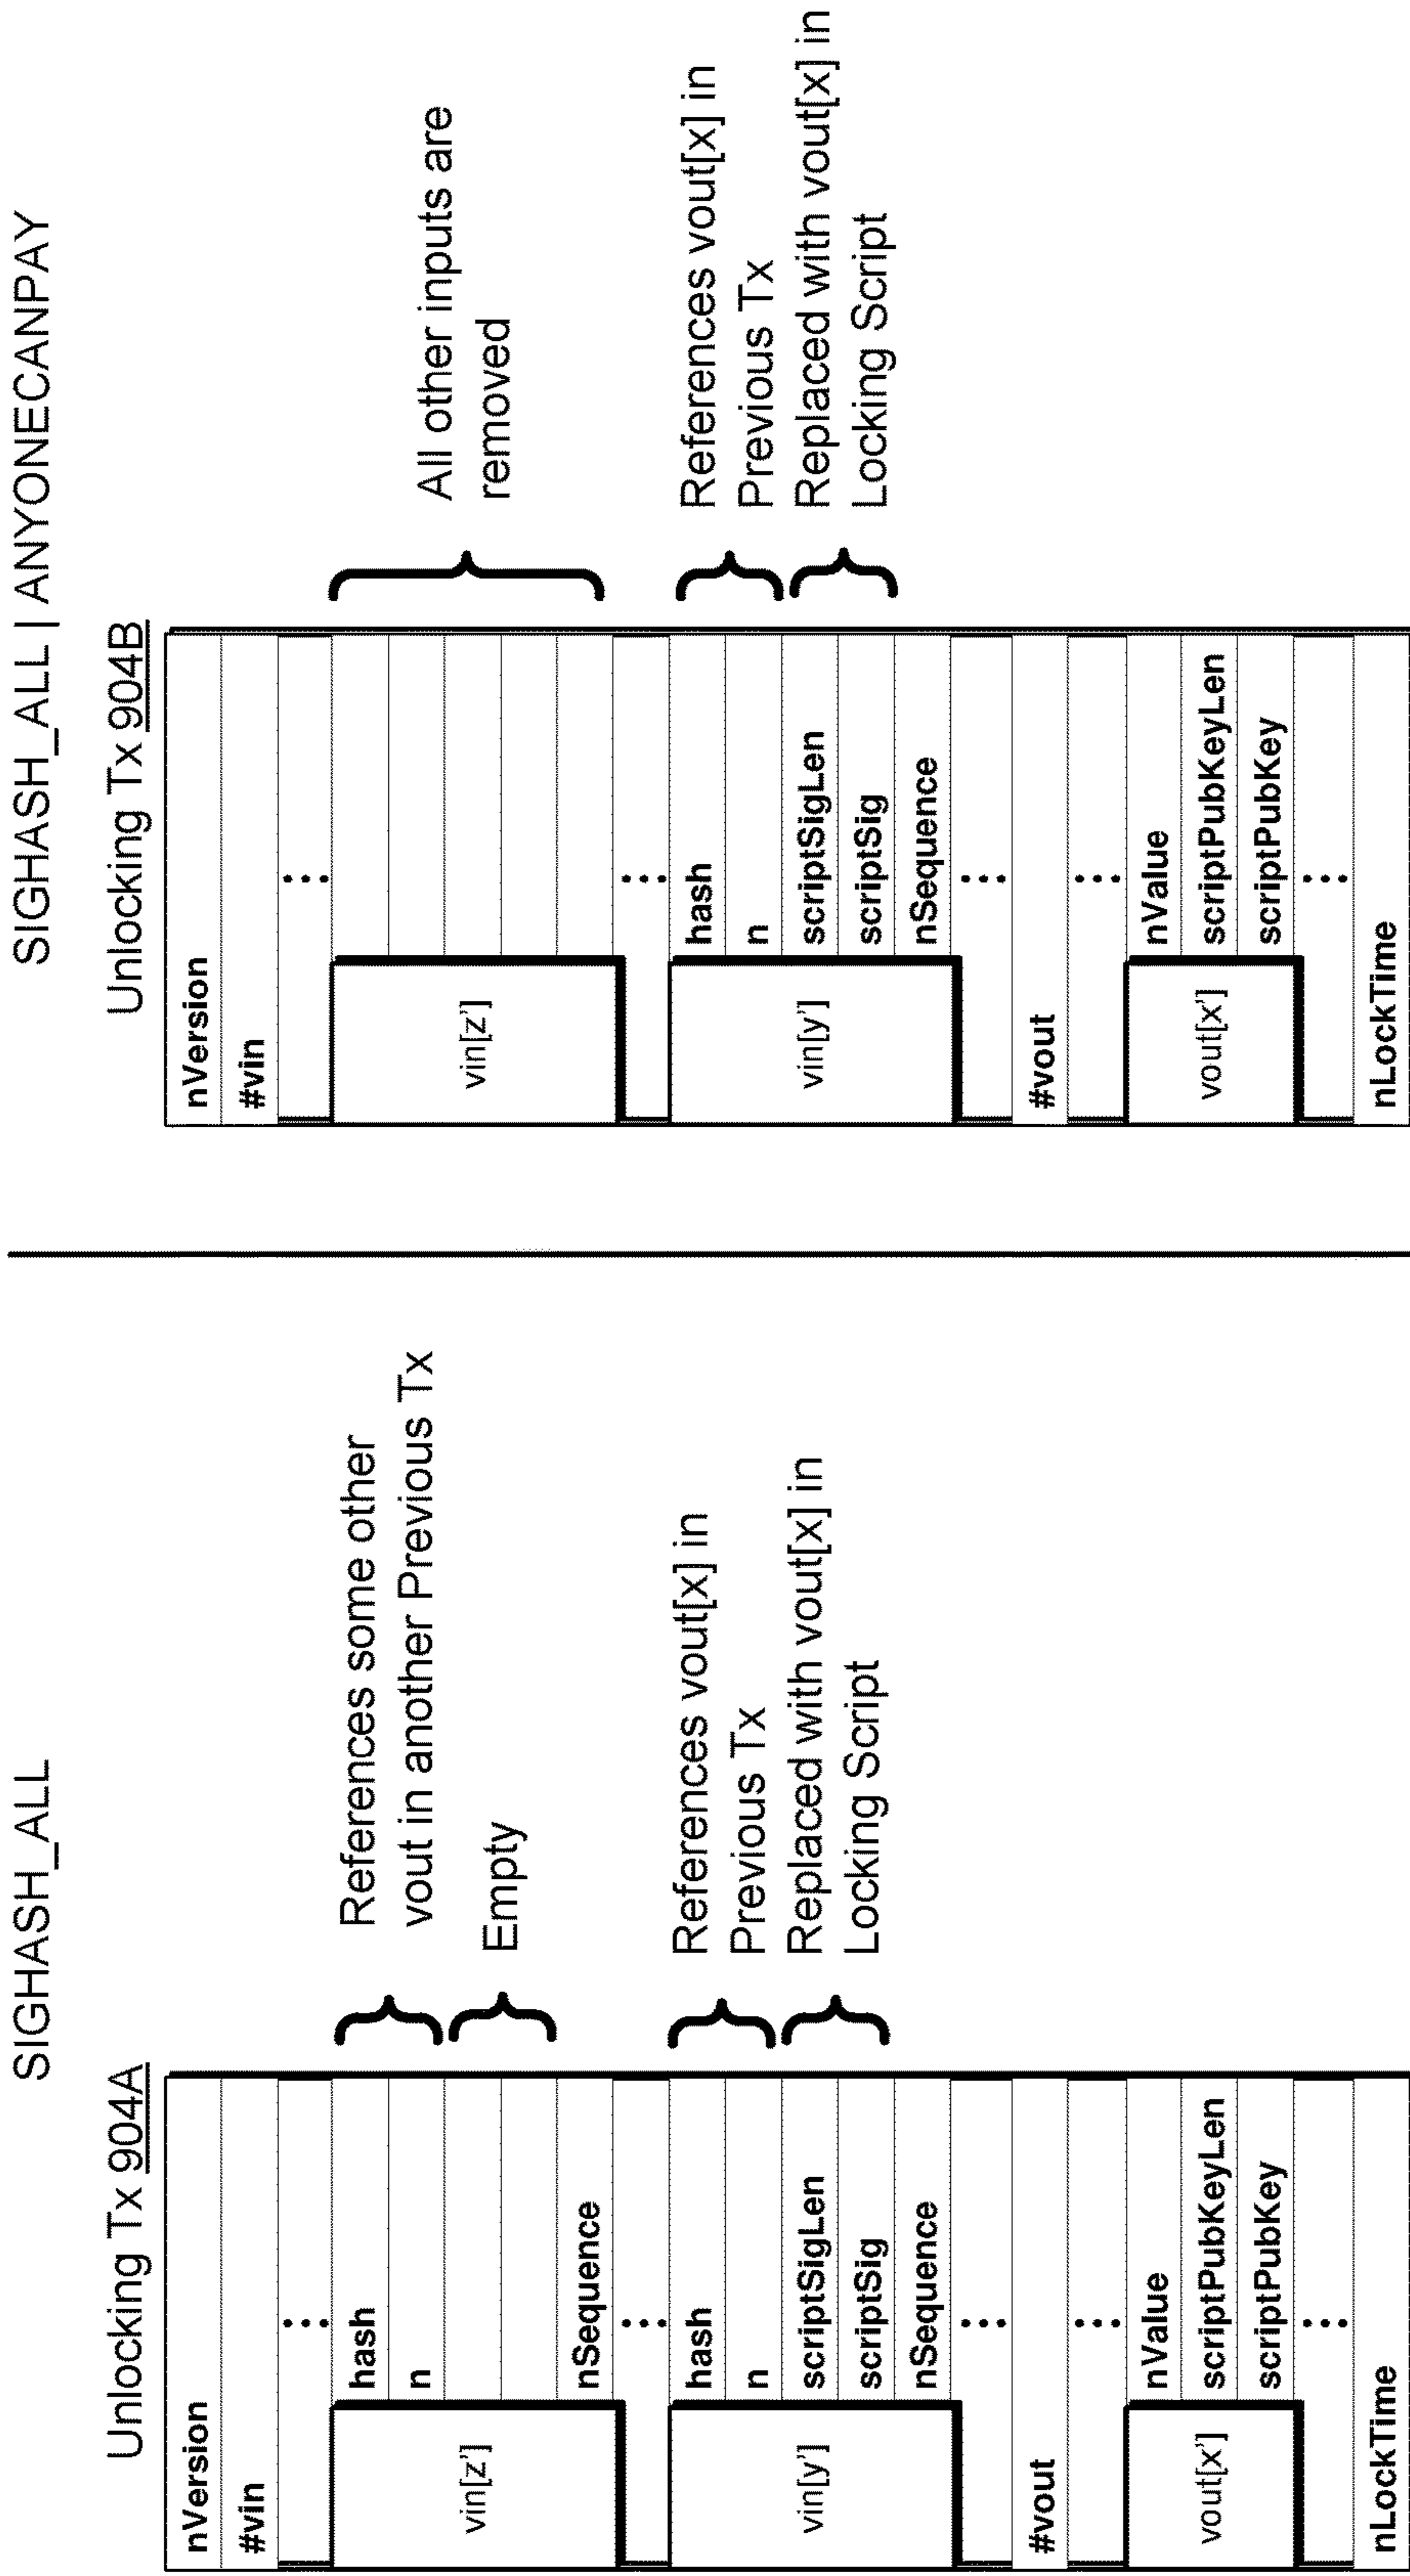 SIGHASH_ALL
Unlocking Tx 904A
nVersion
#vin
...
vin[z']
hash
n
nSequence
References some other
vout in another Previous Tx
Empty
...
vin[y']
hash
n
scriptSigLen
scriptSig
nSequence
References vout[x] in
Previous Tx
Replaced with vout[x] in
Locking Script
...
#vout
...
vout[x']
nValue
scriptPubKeyLen
scriptPubKey
...
nLockTime
SIGHASH_ALL | ANYONECANPAY
Unlocking Tx 904B
nVersion
#vin
...
vin[z']
All other inputs are
removed
...
vin[y']
hash
n
scriptSigLen
scriptSig
nSequence
References vout[x] in
Previous Tx
Replaced with vout[x] in
Locking Script
...
#vout
...
vout[x']
nValue
scriptPubKeyLen
scriptPubKey
...
nLockTime